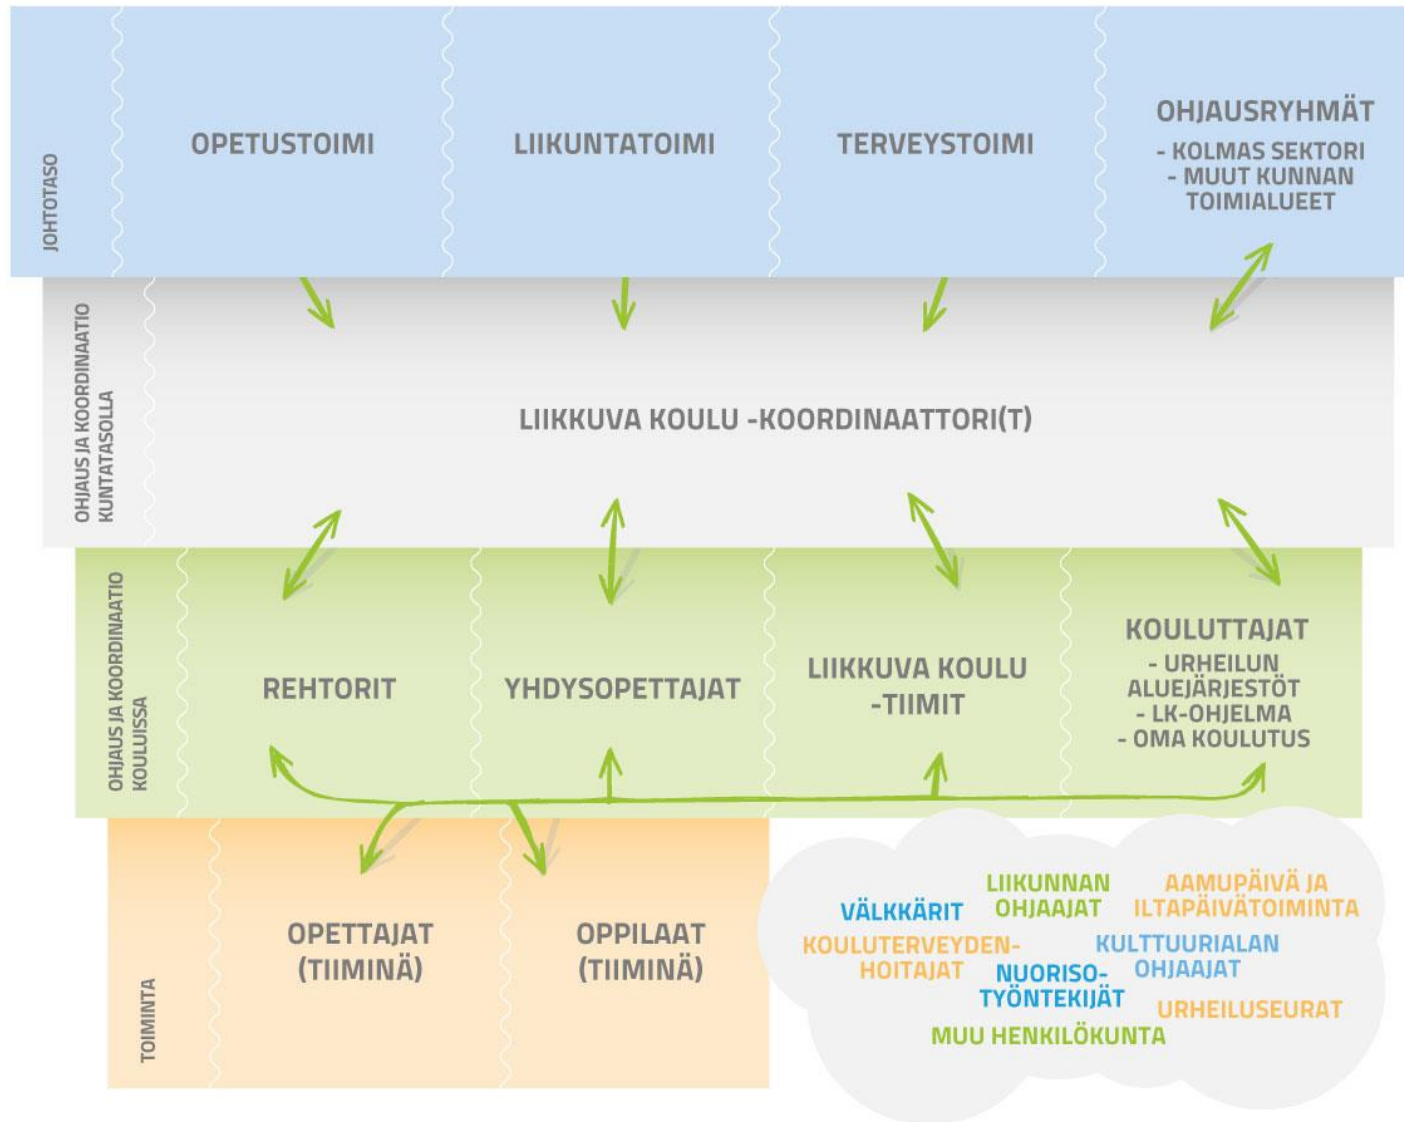 JOHTOTASO
OPETUSTOIMI
LIIKUNTATOIMI
TERVEYSTOIMI
OHJAUSRYHMÄT
- KOLMAS SEKTORI
- MUUT KUNNAN
TOIMIALUEET
OHJAUS JA KOORDINAATIO
KUNTATASOLLA
LIIKKUVA KOULU -KOORDINAATTORI(T)
OHJAUS JA KOORDINAATIO
KOULUISSA
REHTORIT
YHDYSOPETTAJAT
LIIKKUVA KOULU
-TIIMIT
KOULUTTAJAT
- URHEILUN
ALUEJÄRJESTÖT
- LK-OHJELMA
- OMA KOULUTUS
TOIMINTA
OPETTAJAT
(TIIMINÄ)
OPPILAAT
(TIIMINÄ)
VÄLKKÄRIT
LIIKUNNAN
OHJAAJAT
AAMUPÄIVÄ JA
ILTAPÄIVÄTOIMINTA
KOULUTERVEYDEN-
HOITAJAT
NUORISO-
TYÖNTEKIJÄT
KULTTUURIALAN
OHJAAJAT
URHEILUSEURAT
MUU HENKILÖKUNTA